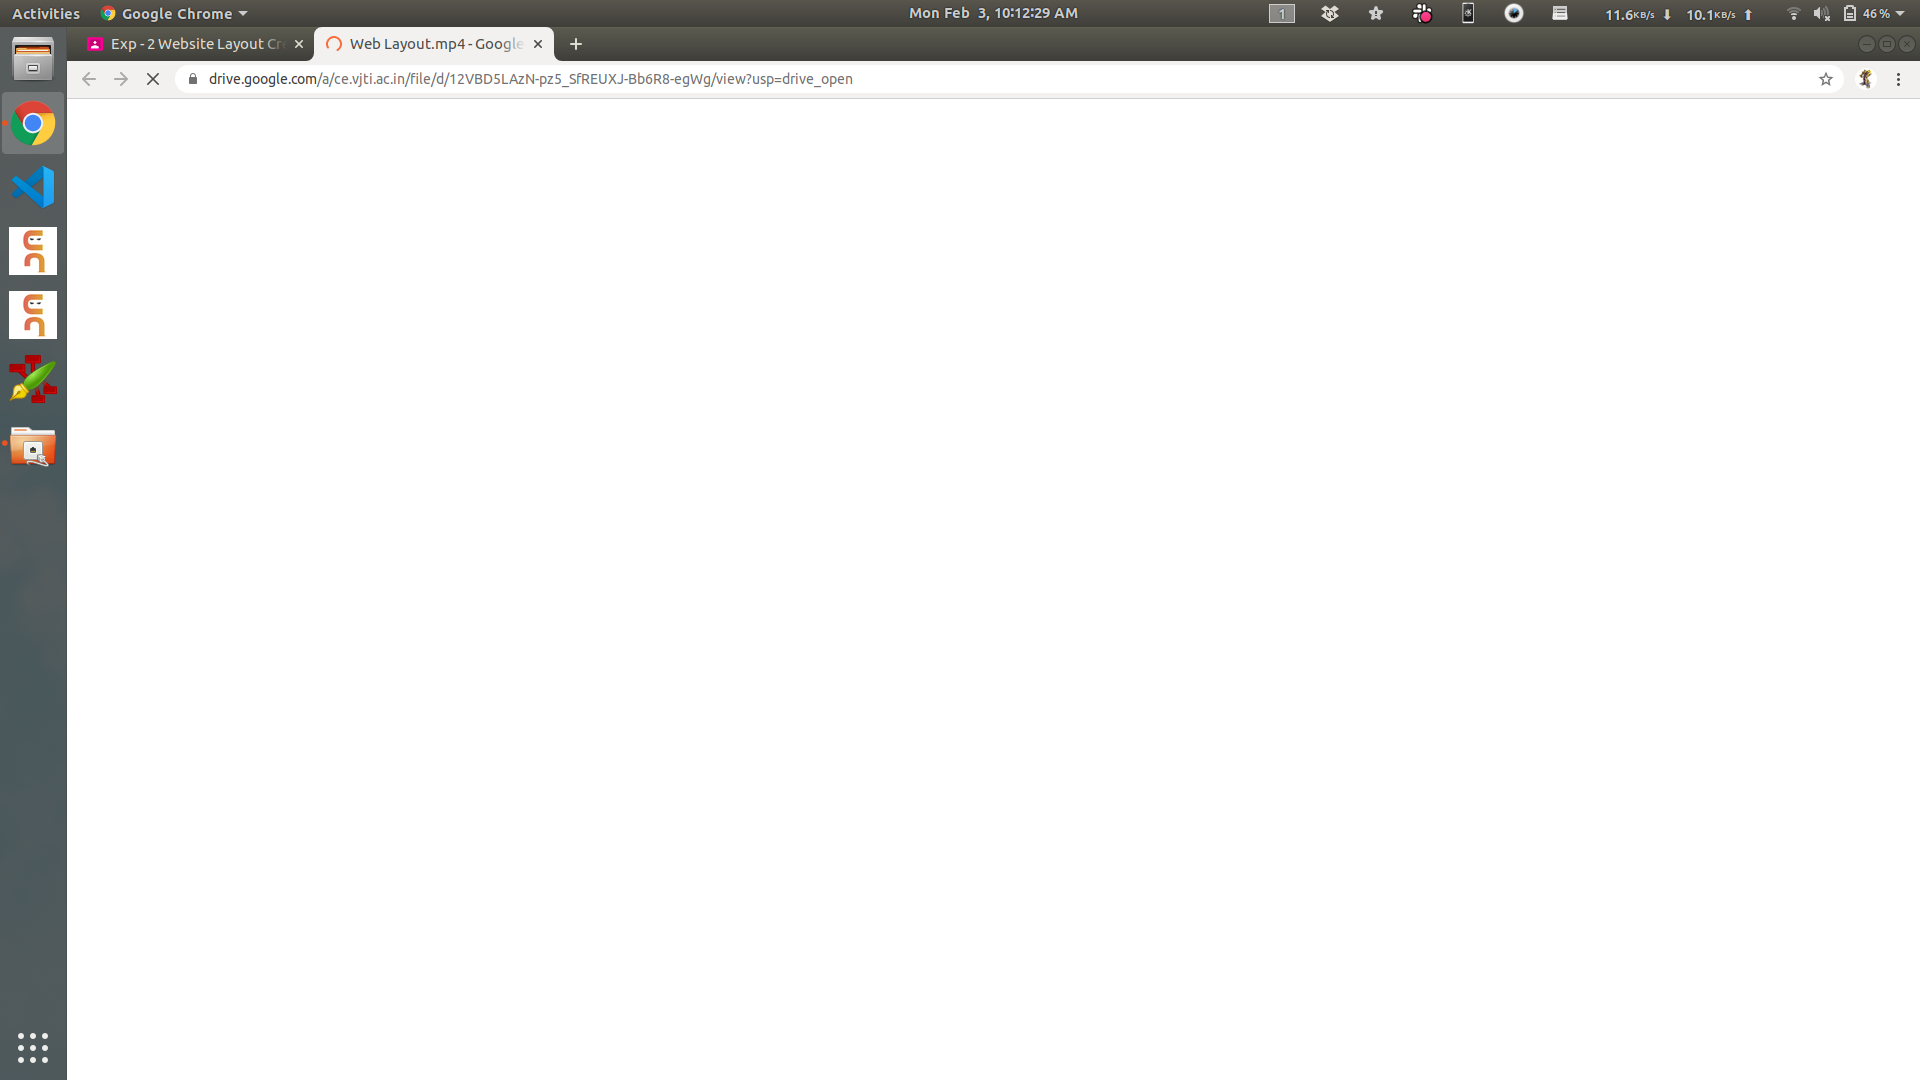 Activities Google Chrome Mon Feb 3, 10:12:29 AM 1 11.6KB/s 10.1KB/s 46 %
Exp - 2 Website Layout Cr Web Layout.mp4 - Google
drive.google.com/a/ce.vjti.ac.in/file/d/12VBD5LAzN-pz5_SfREUXJ-Bb6R8-egWg/view?usp=drive_open